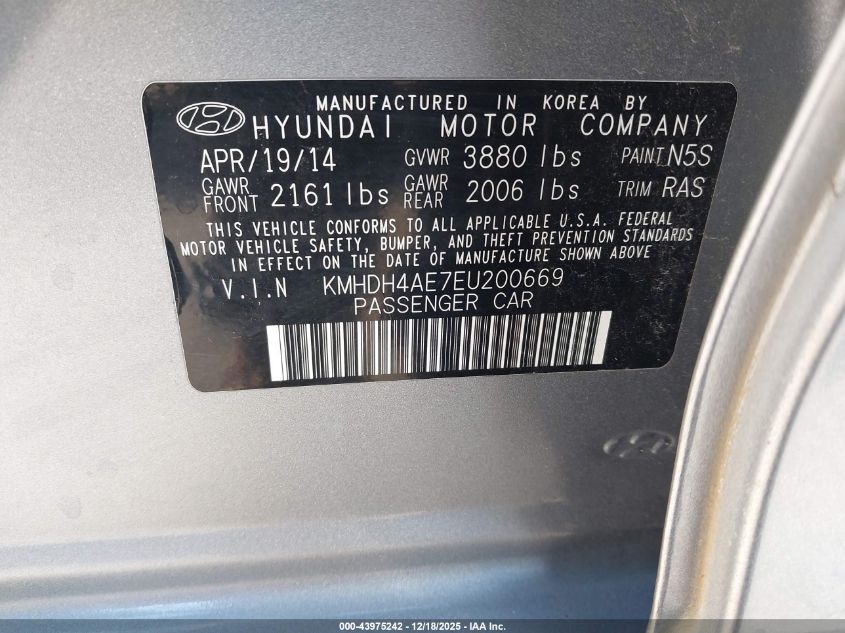 MANUFACTURED IN KOREA BY
HYUNDAI MOTOR COMPANY
APR/19/14 GVWR 3880 lbs PAINT N5S
GAWR FRONT 2161 lbs GAWR REAR 2006 lbs TRIM RAS
THIS VEHICLE CONFORMS TO ALL APPLICABLE U.S.A. FEDERAL
MOTOR VEHICLE SAFETY, BUMPER, AND THEFT PREVENTION STANDARDS
IN EFFECT ON THE DATE OF MANUFACTURE SHOWN ABOVE
V.I.N KMHDH4AE7EU200669
PASSENGER CAR
000-43975242 - 12/18/2025 - IAA Inc.